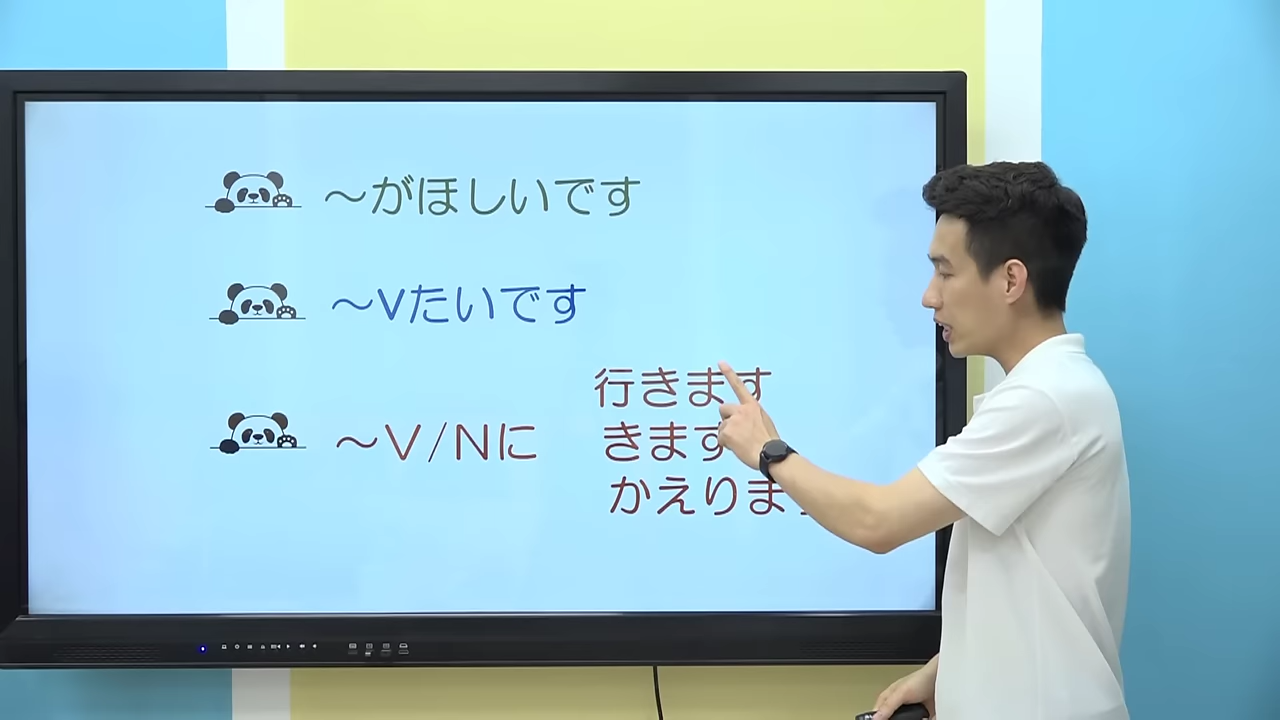 ～がほしいです
～Vたいです
～V/Nに
行きます
きます
かえりま